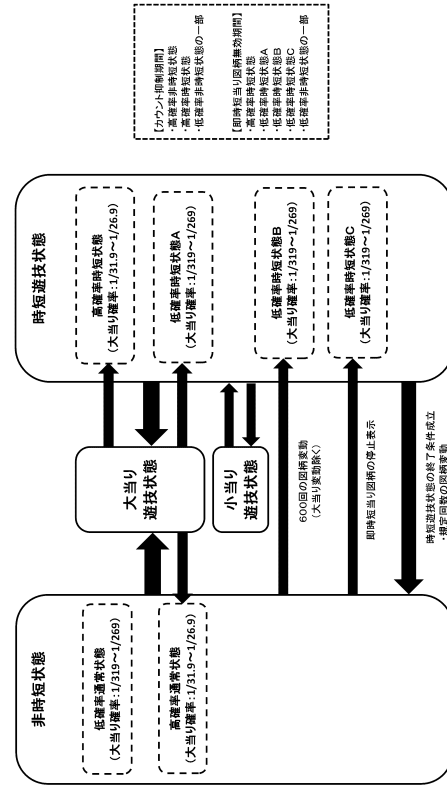 非時短状態
低確率通常状態
（大当り確率：1/319～1/269）
高確率通常状態
（大当り確率：1/31.9～1/26.9）
大当り
遊技状態
小当り
遊技状態
600回の図柄変動
（大当り変動除く）
即時短当り図柄の停止表示
時短遊技状態の終了条件成立
・規定回数の図柄変動
時短遊技状態
高確率時短状態
（大当り確率：1/31.9～1/26.9）
低確率時短状態A
（大当り確率：1/319～1/269）
低確率時短状態B
（大当り確率：1/319～1/269）
低確率時短状態C
（大当り確率：1/319～1/269）
【カウント抑制期間】
・高確率非時短状態
・高確率時短状態
・低確率非時短状態の一部
【即時短当り図柄無効期間】
・高確率時短状態
・低確率時短状態A
・低確率時短状態B
・低確率時短状態C
・低確率非時短状態の一部